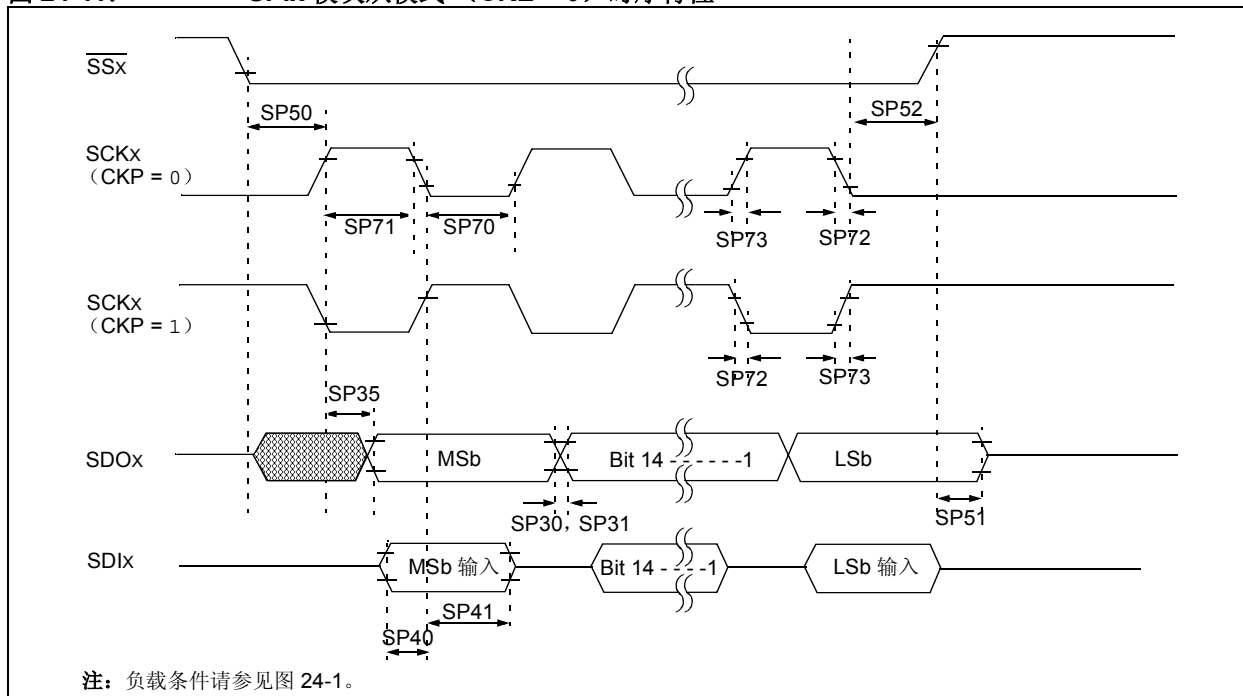 SSx
SP50
SP52
SCKx
（CKP = 0）
SP71
SP70
SP73
SP72
SCKx
（CKP = 1）
SP72
SP73
SP35
SDOx
MSb
Bit 14 - - - - - -1
LSb
SP30，SP31
SP51
SDIx
MSb 输入
Bit 14 - - - -1
LSb 输入
SP41
SP40
注：负载条件请参见图 24-1。